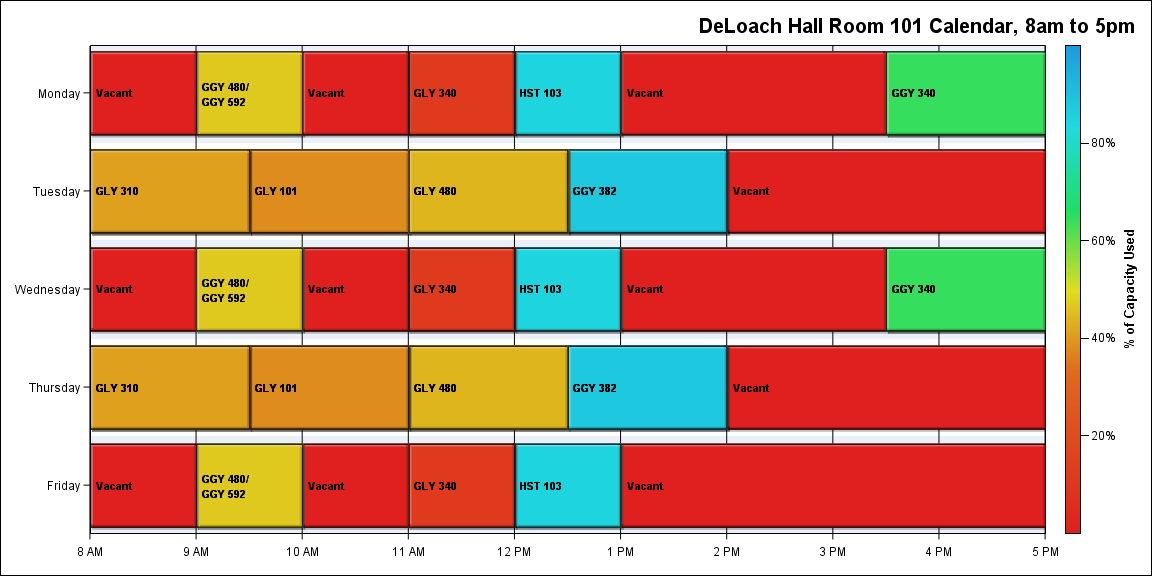 DeLoach Hall Room 101 Calendar, 8am to 5pm
Monday
Vacant
GGY 480/
GGY 592
Vacant
GLY 340
HST 103
Vacant
GGY 340
Tuesday
GLY 310
GLY 101
GLY 480
GGY 382
Vacant
Wednesday
Vacant
GGY 480/
GGY 592
Vacant
GLY 340
HST 103
Vacant
GGY 340
Thursday
GLY 310
GLY 101
GLY 480
GGY 382
Vacant
Friday
Vacant
GGY 480/
GGY 592
Vacant
GLY 340
HST 103
Vacant
8 AM
9 AM
10 AM
11 AM
12 PM
1 PM
2 PM
3 PM
4 PM
5 PM
80%
60%
40%
20%
% of Capacity Used